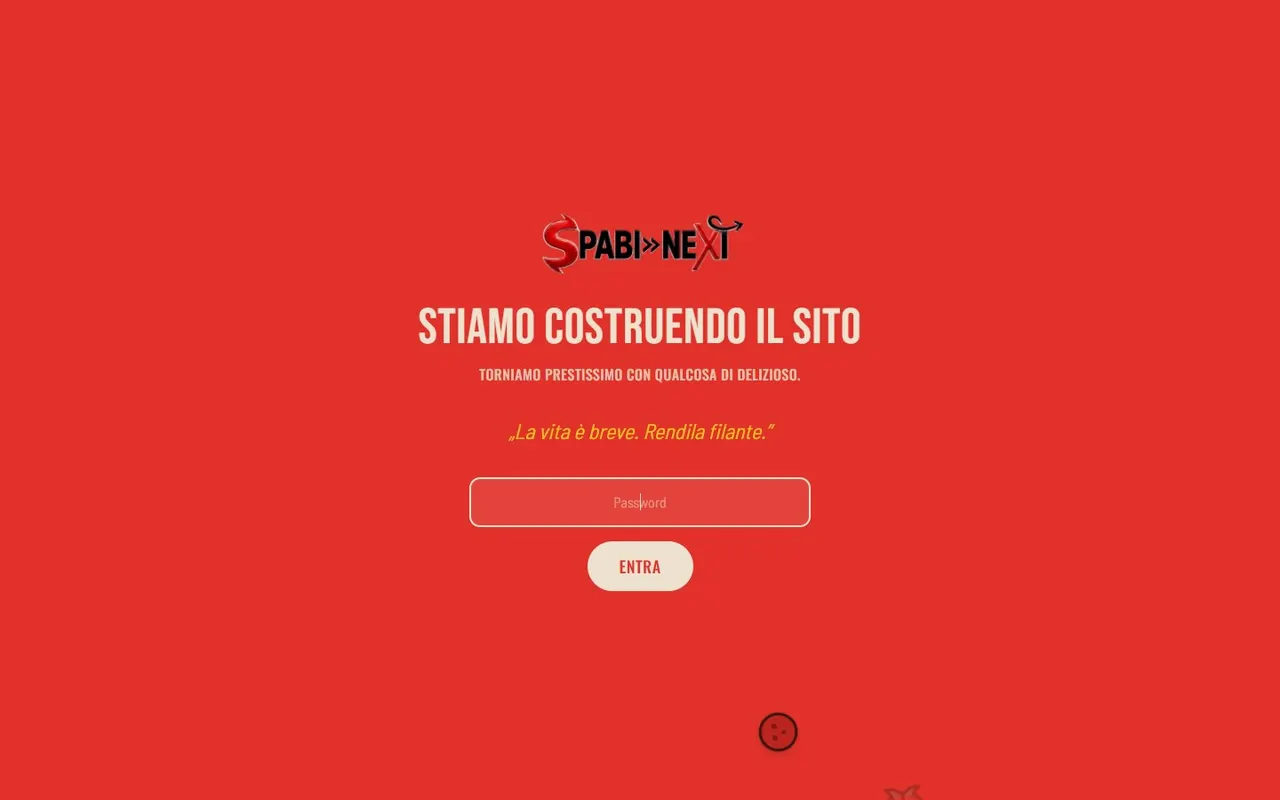 SPABI»NEXT
STIAMO COSTRUENDO IL SITO
TORNIAMO PRESTISSIMO CON QUALCOSA DI DELIZIOSO.
„La vita è breve. Rendila filante.”
Password
ENTRA